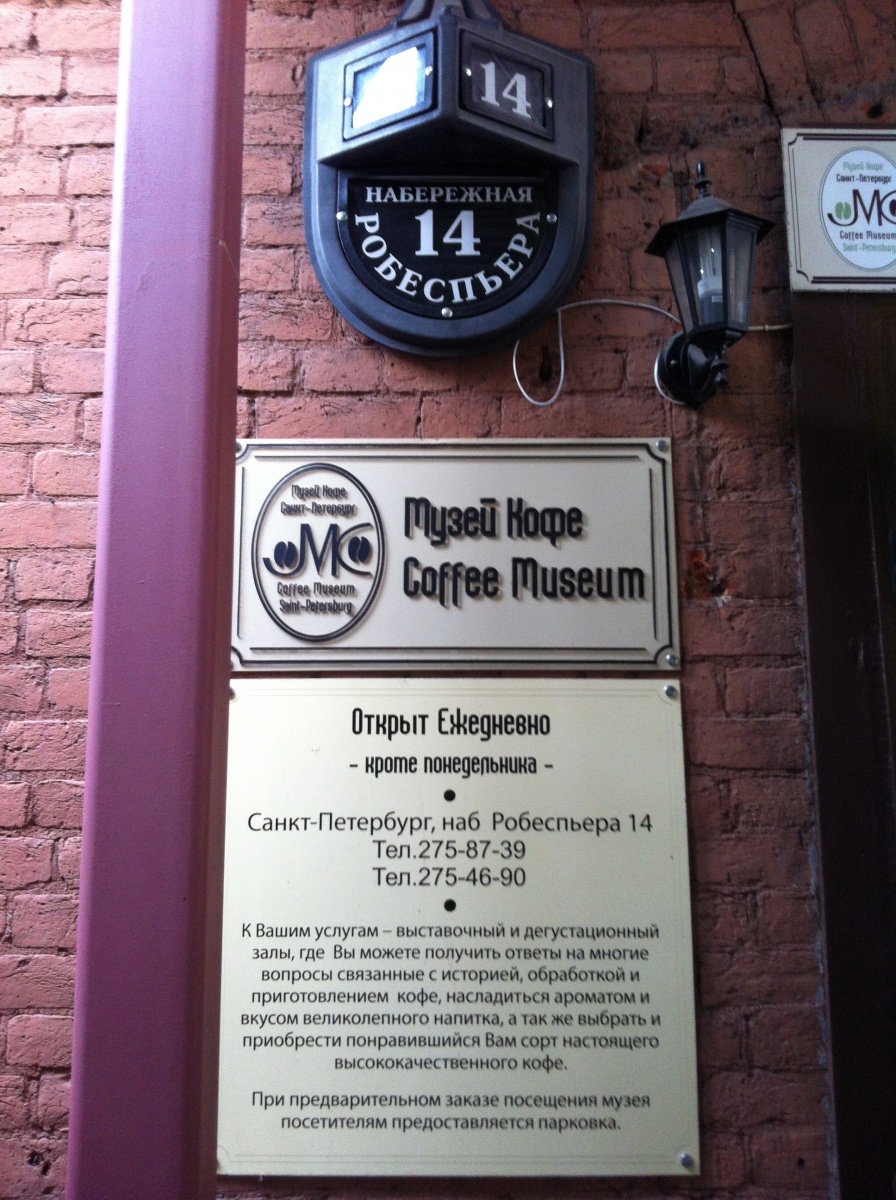 14
НАБЕРЕЖНАЯ
14
РОБЕСПЬЕРА
Музей Кофе
Санкт-Петербург
МК
Coffee Museum
Saint-Petersburg
Музей Кофе
Санкт-Петербург
МК
Coffee Museum
Saint-Petersburg
Музей Кофе
Coffee Museum
Открыт Ежедневно
- кроте понедельника -
Санкт-Петербург, наб Робеспьера 14
Тел.275-87-39
Тел.275-46-90
К Вашим услугам – выставочный и дегустационный
залы, где Вы можете получить ответы на многие
вопросы связанные с историей, обработкой и
приготовлением кофе, насладиться ароматом и
вкусом великолепного напитка, а так же выбрать и
приобрести понравившийся Вам сорт настоящего
высококачественного кофе.
При предварительном заказе посещения музея
посетителям предоставляется парковка.